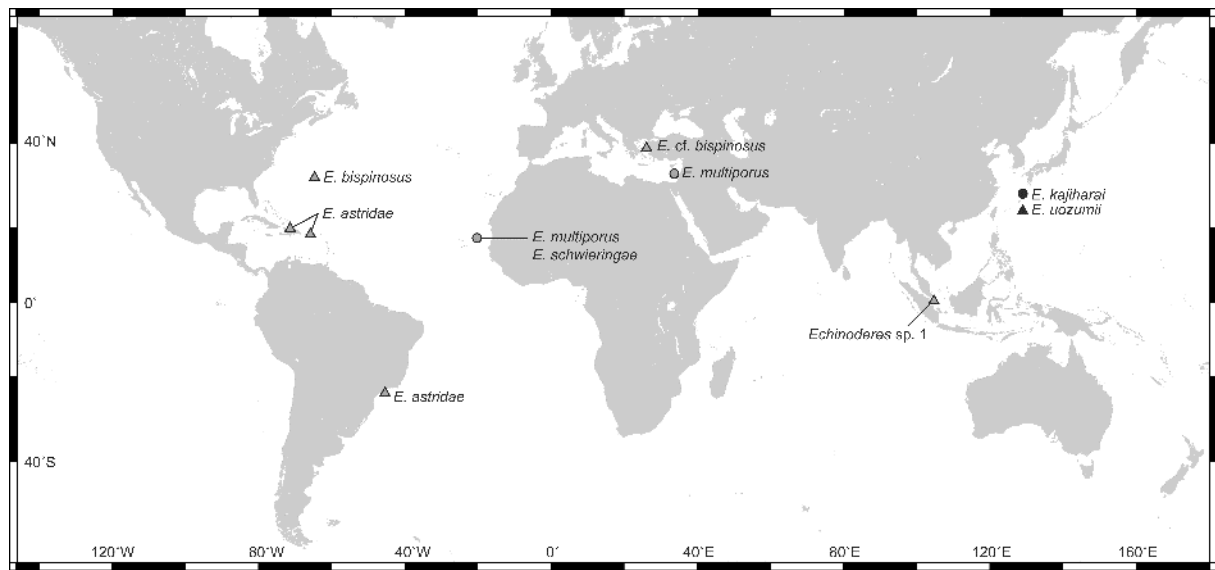 40°N
E. cf. bispinosus
E. multiporus
E. bispinosus
E. kajiharai
E. astridae
E. uozumii
E. multiporus
E. schwieringae
0°
Echinoderes sp. 1
E. astridae
40°S
120°W 80°W 40°W 0° 40°E 80°E 120°E 160°E